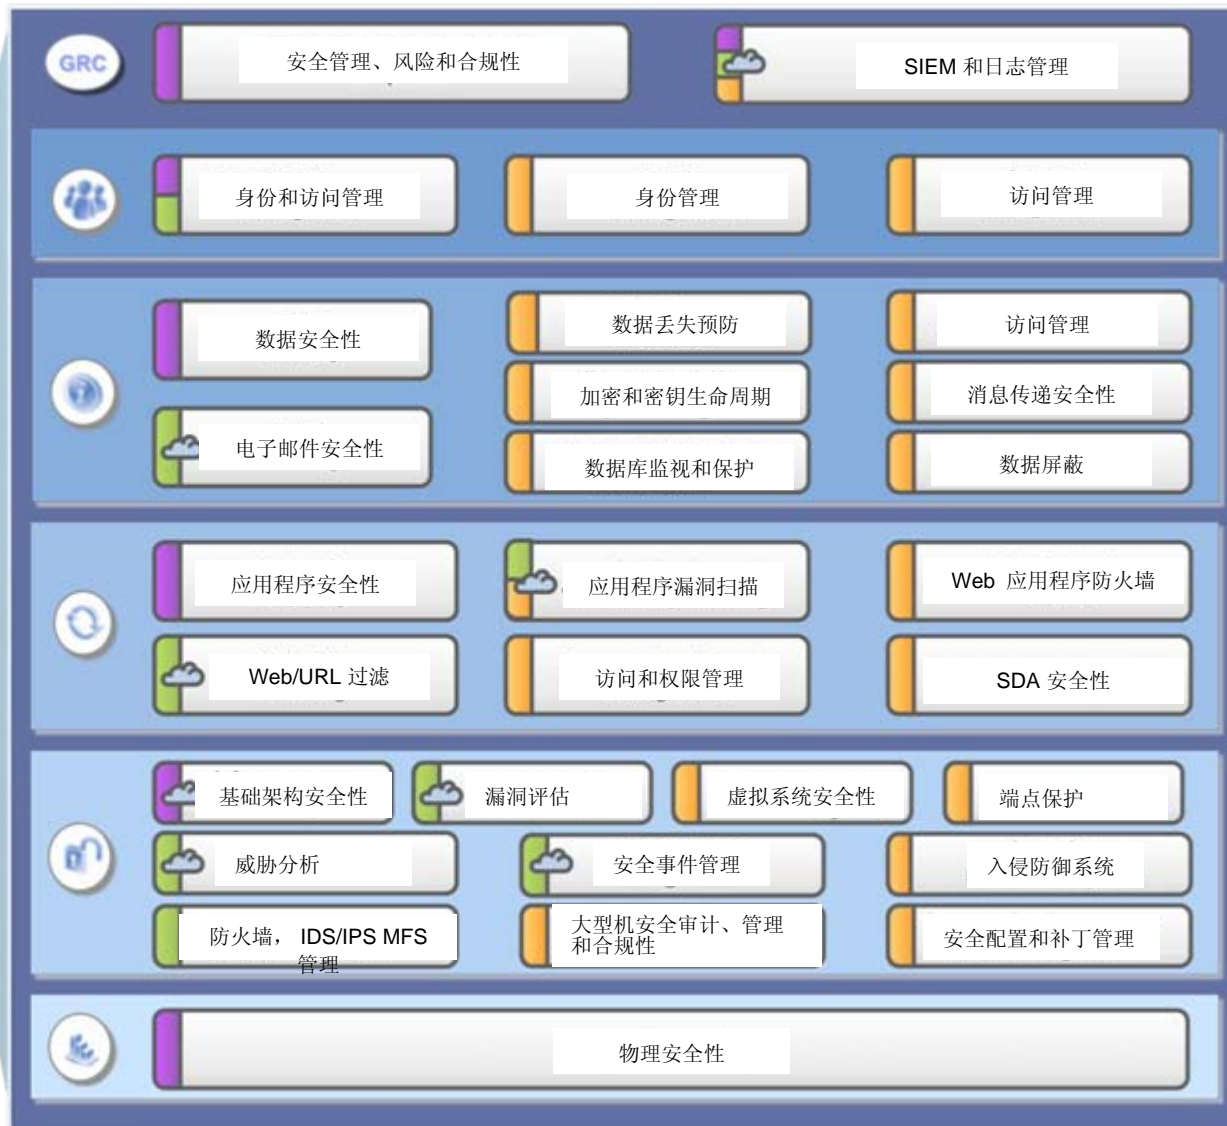 GRC
安全管理、风险和合规性
SIEM 和日志管理
身份和访问管理
身份管理
访问管理
数据安全性
电子邮件安全性
数据丢失预防
访问管理
加密和密钥生命周期
消息传递安全性
数据库监视和保护
数据屏蔽
应用程序安全性
应用程序漏洞扫描
Web 应用程序防火墙
Web/URL 过滤
访问和权限管理
SDA 安全性
基础架构安全性
漏洞评估
虚拟系统安全性
端点保护
威胁分析
安全事件管理
入侵防御系统
防火墙， IDS/IPS MFS
管理
大型机安全审计、管理
和合规性
安全配置和补丁管理
物理安全性